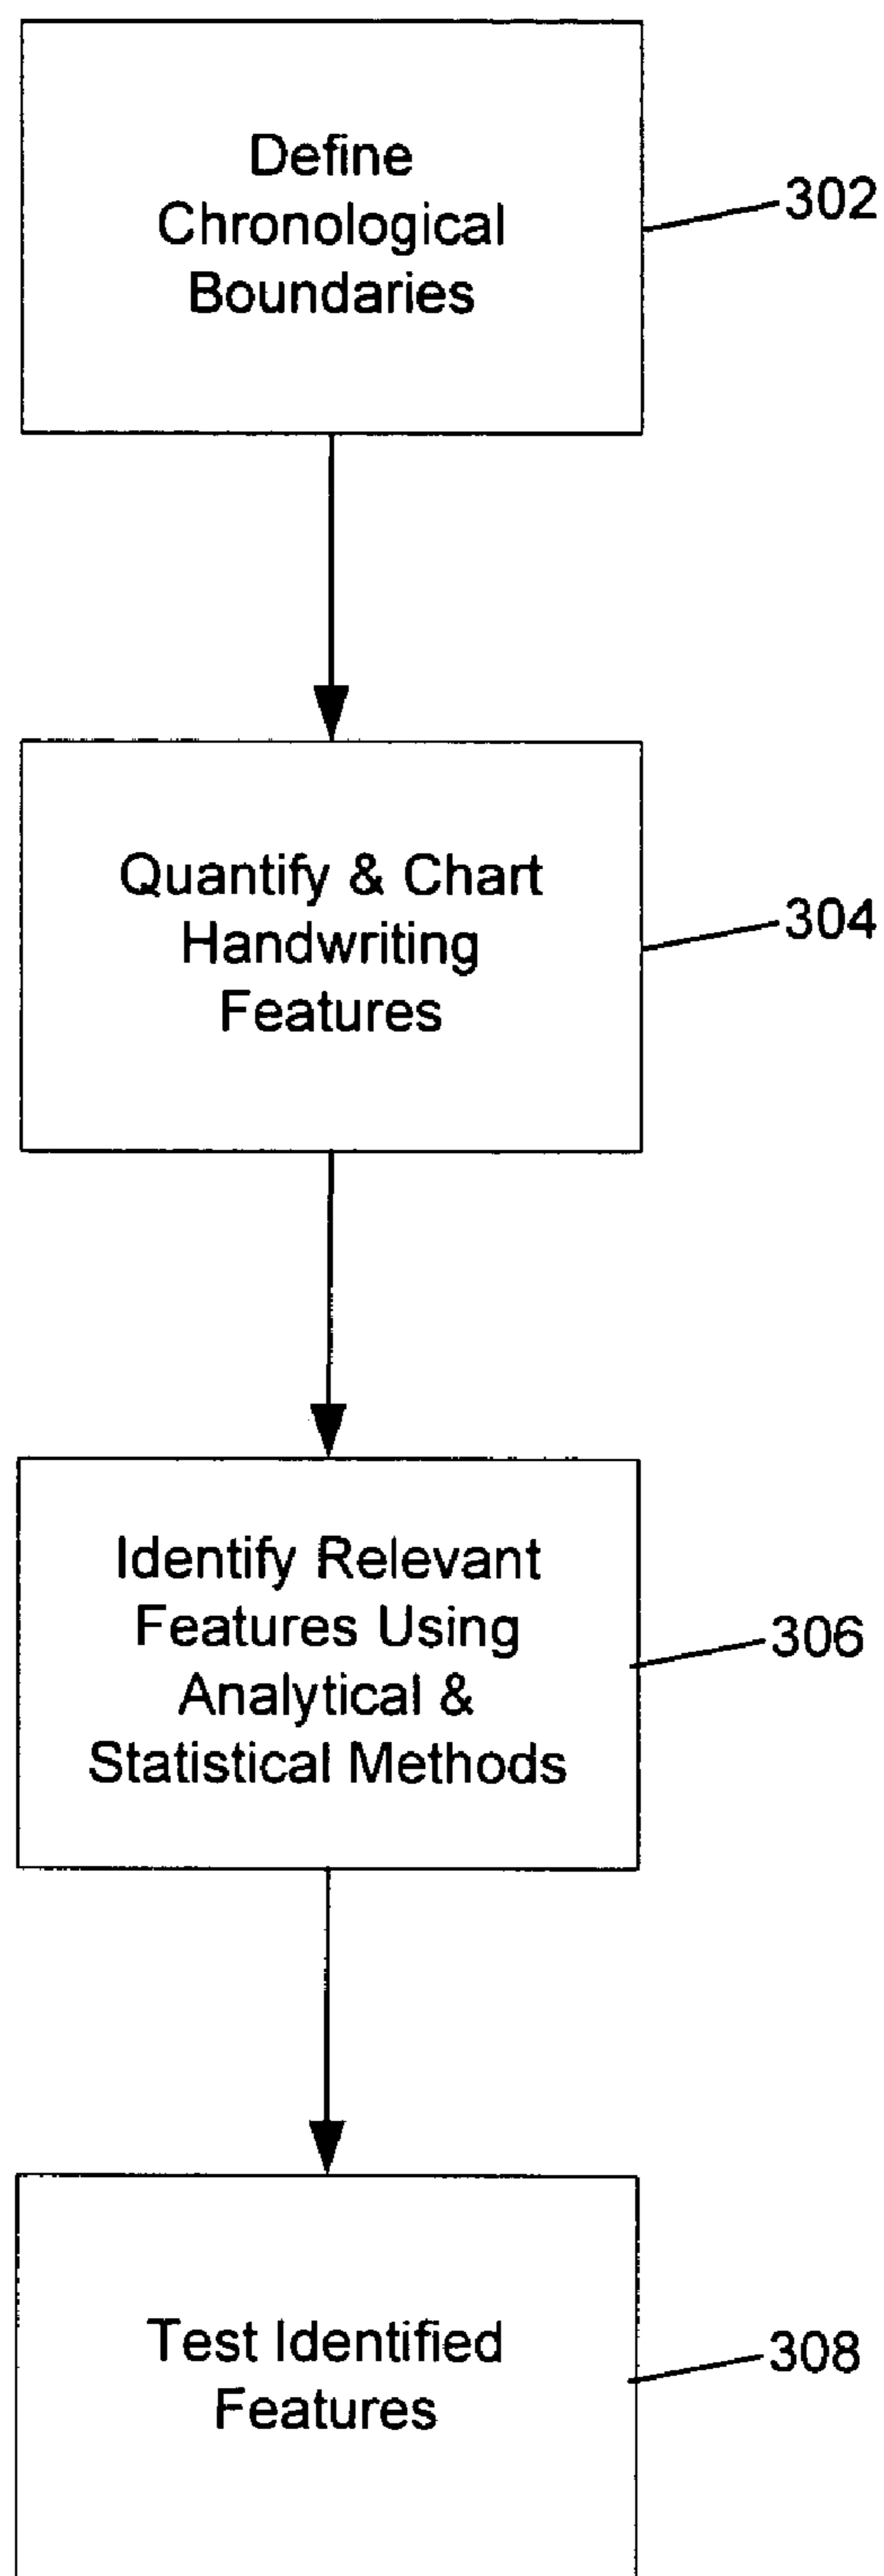 Define
Chronological
Boundaries
302
Quantify & Chart
Handwriting
Features
304
Identify Relevant
Features Using
Analytical &
Statistical Methods
306
Test Identified
Features
308